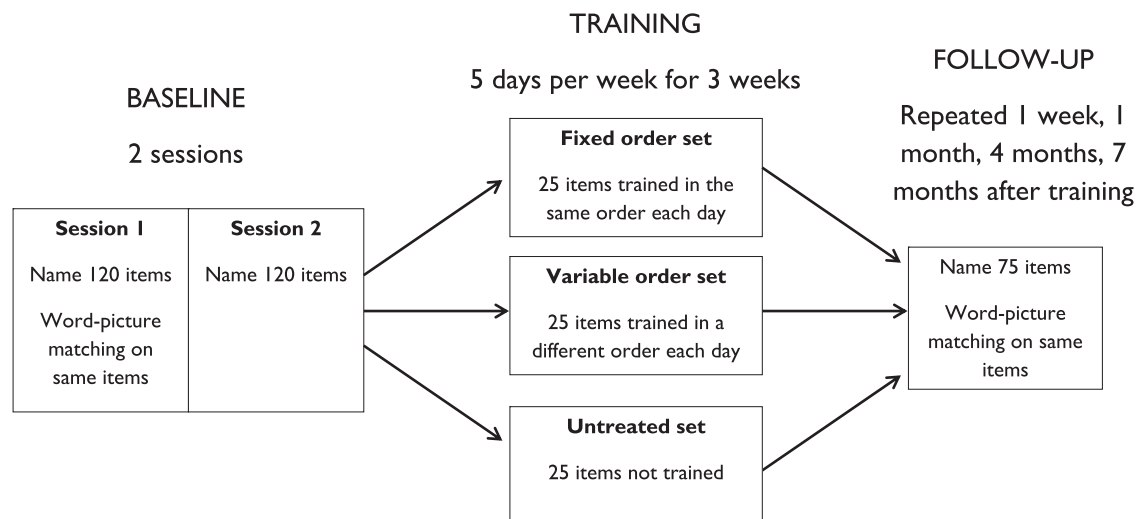 BASELINE
2 sessions
Session 1
Name 120 items
Word-picture
matching on
same items
Session 2
Name 120 items
TRAINING
5 days per week for 3 weeks
Fixed order set
25 items trained in the
same order each day
Variable order set
25 items trained in a
different order each day
Untreated set
25 items not trained
FOLLOW-UP
Repeated 1 week, 1
month, 4 months, 7
months after training
Name 75 items
Word-picture
matching on same
items